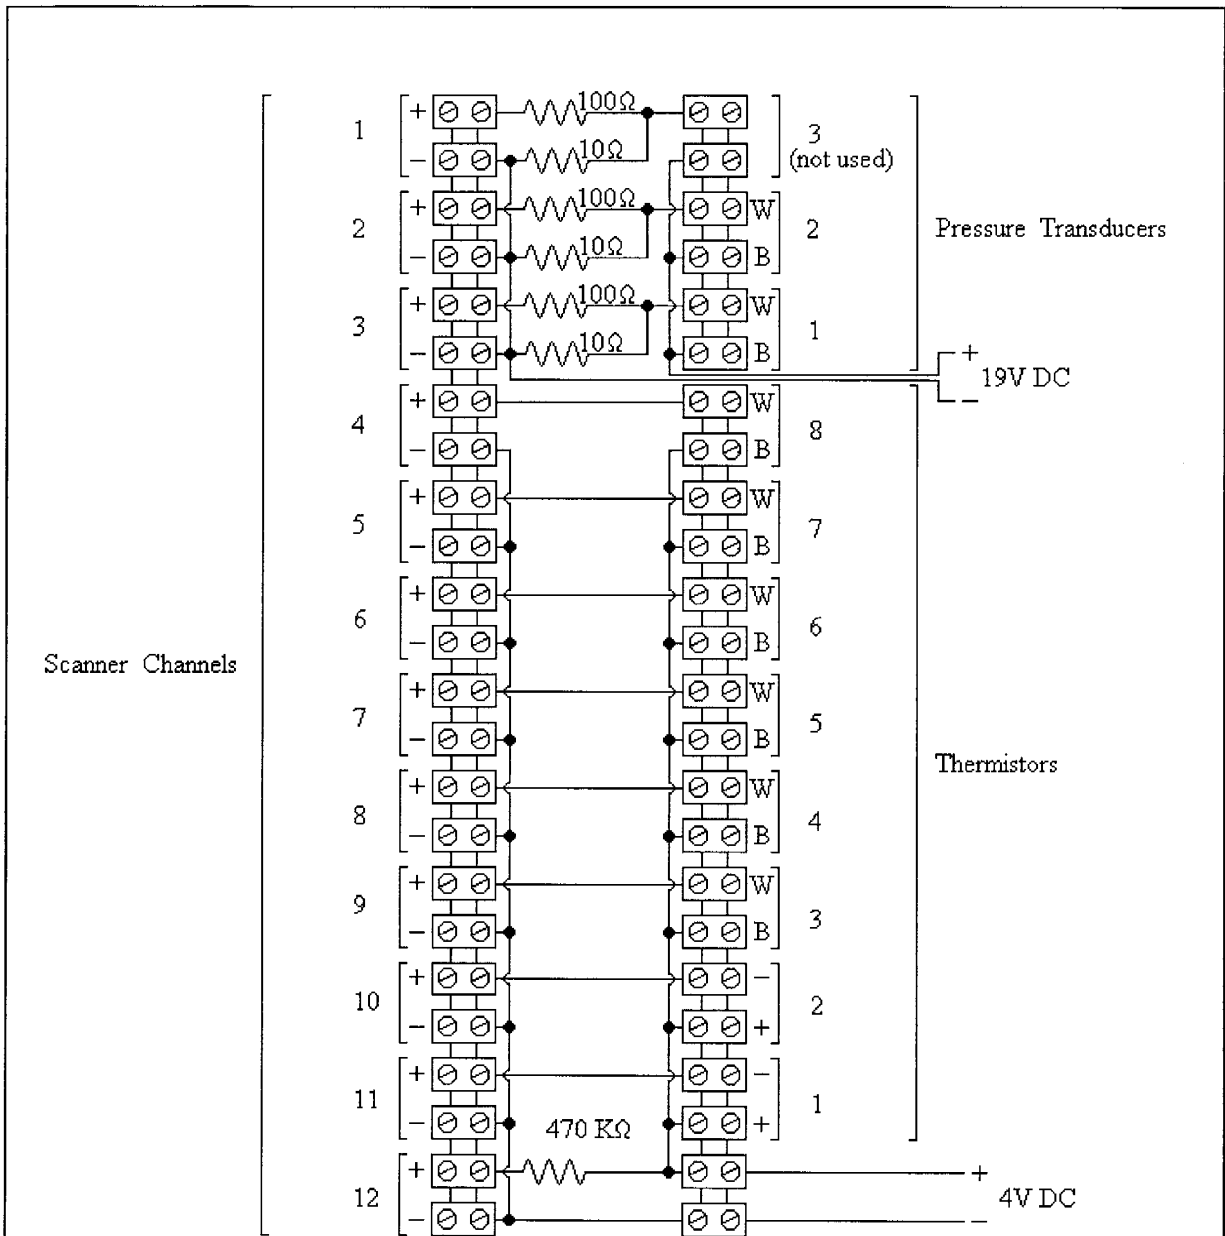 1 + 100Ω 3
− 10Ω (not used)
2 + 100Ω W 2
− 10Ω B
Pressure Transducers
3 + 100Ω W 1
− 10Ω B
+
19V DC
−
4 + W 8
− B
5 + W 7
− B
6 + W 6
− B
Scanner Channels
7 + W 5
− B
Thermistors
8 + W 4
− B
9 + W 3
− B
10 + − 2
− +
11 + − 1
− +
470 KΩ
12 + +
4V DC
− −